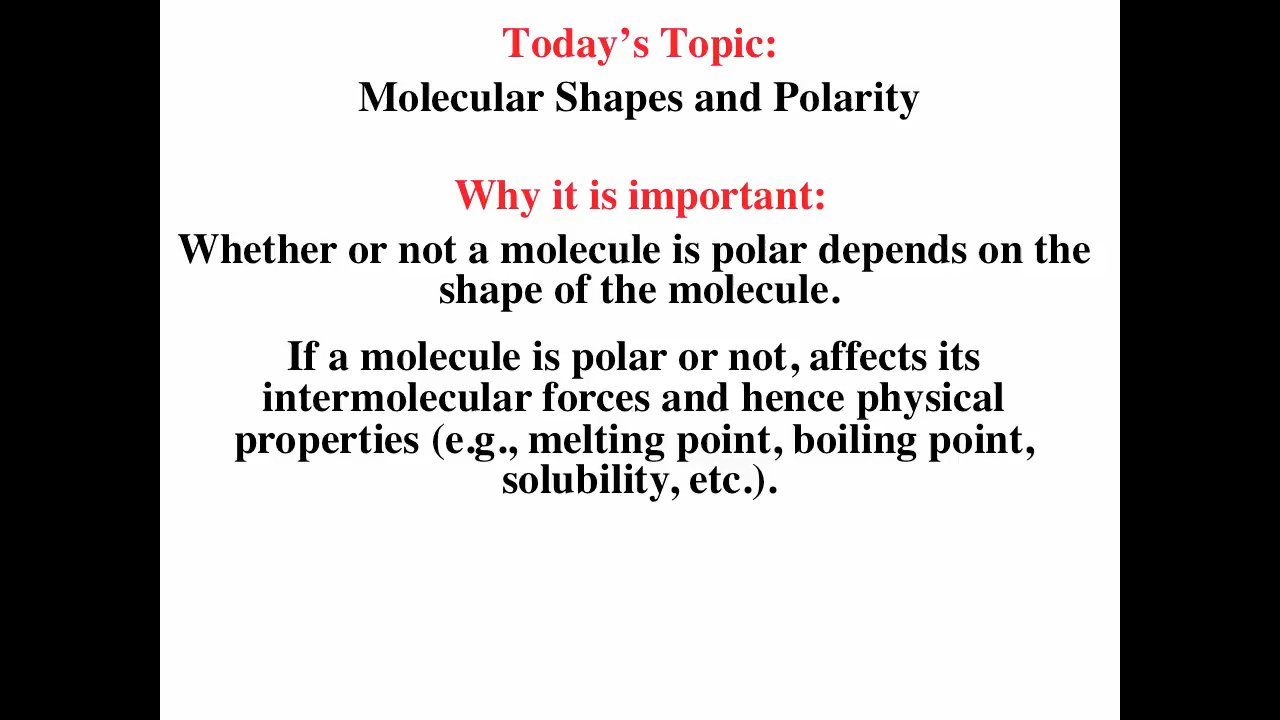 Today’s Topic:
Molecular Shapes and Polarity
Why it is important:
Whether or not a molecule is polar depends on the
shape of the molecule.
If a molecule is polar or not, affects its
intermolecular forces and hence physical
properties (e.g., melting point, boiling point,
solubility, etc.).